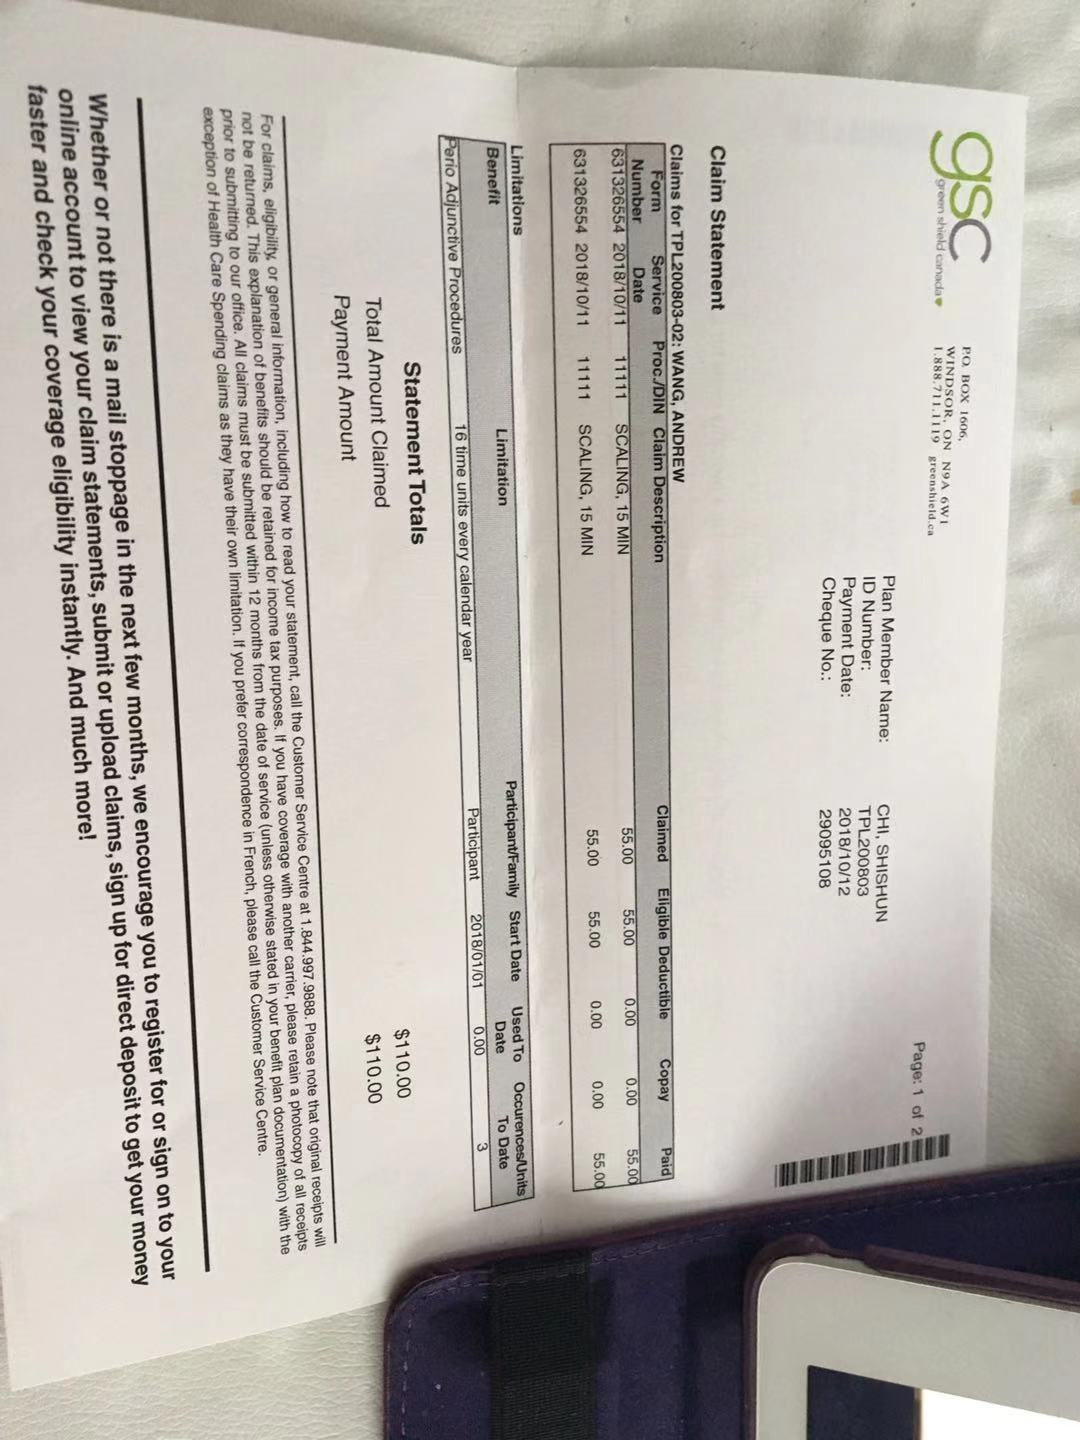 gsc
green shield canada
P.O. BOX 1606,
WINDSOR, ON N9A 6W1
1.888.711.1119 greenshield.ca
Page: 1 of 2
Plan Member Name: CHI, SHISHUN
ID Number: TPL200803
Payment Date: 2018/10/12
Cheque No.: 29095108
Claim Statement
Claims for TPL200803-02: WANG, ANDREW
Form Number Service Date Proc./DIN Claim Description Claimed Eligible Deductible Copay Paid
631326554 2018/10/11 11111 SCALING, 15 MIN 55.00 55.00 0.00 0.00 55.00
631326554 2018/10/11 11111 SCALING, 15 MIN 55.00 55.00 0.00 0.00 55.00
Limitations
Benefit Limitation Participant/Family Start Date Used To Date Occurences/Units To Date
Perio Adjunctive Procedures 16 time units every calendar year Participant 2018/01/01 0.00 3
Statement Totals
Total Amount Claimed $110.00
Payment Amount $110.00
For claims, eligibility, or general information, including how to read your statement, call the Customer Service Centre at 1.844.997.9888. Please note that original receipts will
not be returned. This explanation of benefits should be retained for income tax purposes. If you have coverage with another carrier, please retain a photocopy of all receipts
prior to submitting to our office. All claims must be submitted within 12 months from the date of service (unless otherwise stated in your benefit plan documentation) with the
exception of Health Care Spending claims as they have their own limitation. If you prefer correspondence in French, please call the Customer Service Centre.
Whether or not there is a mail stoppage in the next few months, we encourage you to register for or sign on to your
online account to view your claim statements, submit or upload claims, sign up for direct deposit to get your money
faster and check your coverage eligibility instantly. And much more!